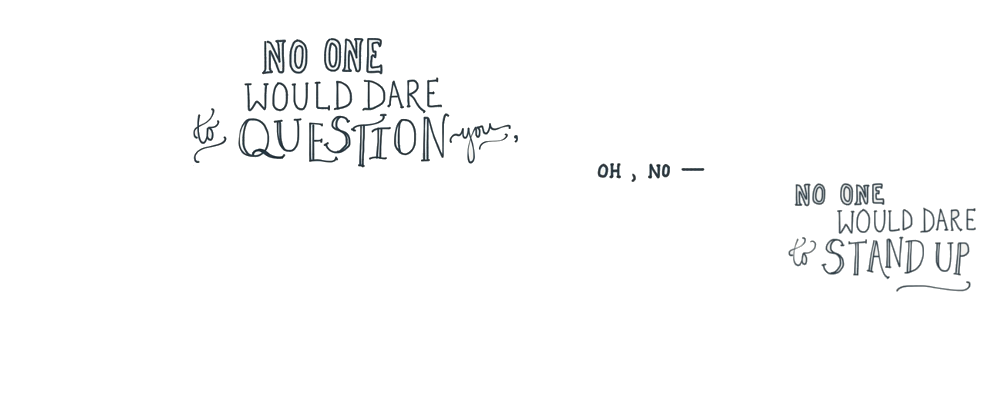 NO ONE
WOULD DARE
to QUESTION you,
OH, NO —
NO ONE
WOULD DARE
to STAND UP